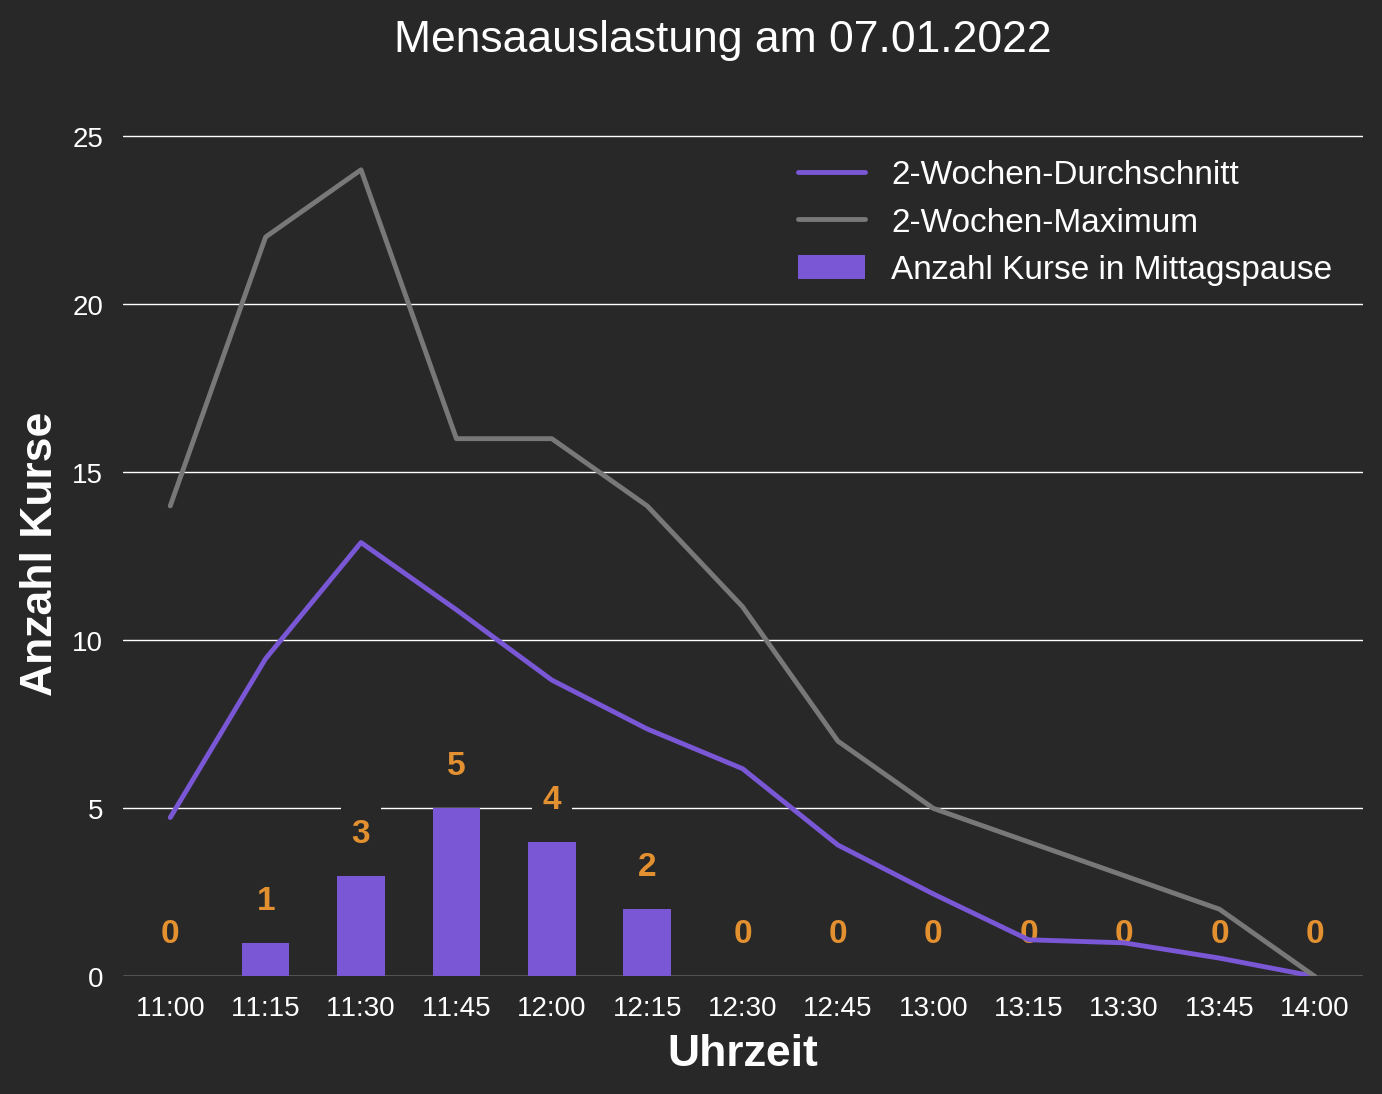 Mensaauslastung am 07.01.2022
25
2-Wochen-Durchschnitt
2-Wochen-Maximum
Anzahl Kurse in Mittagspause
20
15
10
5
0
Anzahl Kurse
0
1
3
5
4
2
0
0
0
0
0
0
0
11:00 11:15 11:30 11:45 12:00 12:15 12:30 12:45 13:00 13:15 13:30 13:45 14:00
Uhrzeit